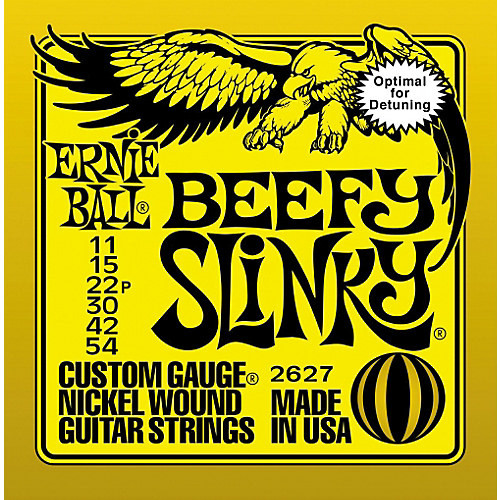 Optimal
for
Detuning
ERNIE
BALL®
BEEFY
SLINKY®
11
15
22P
30
42
54
CUSTOM GAUGE® 2627
NICKEL WOUND MADE
GUITAR STRINGS IN USA